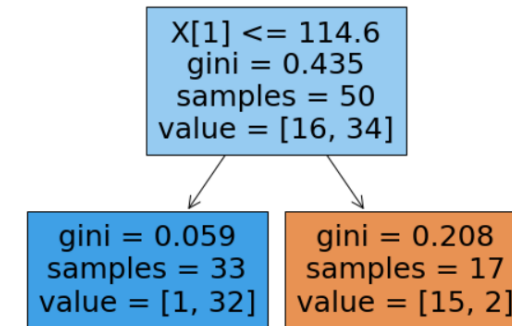 X[1] <= 114.6
gini = 0.435
samples = 50
value = [16, 34]
gini = 0.059
samples = 33
value = [1, 32]
gini = 0.208
samples = 17
value = [15, 2]